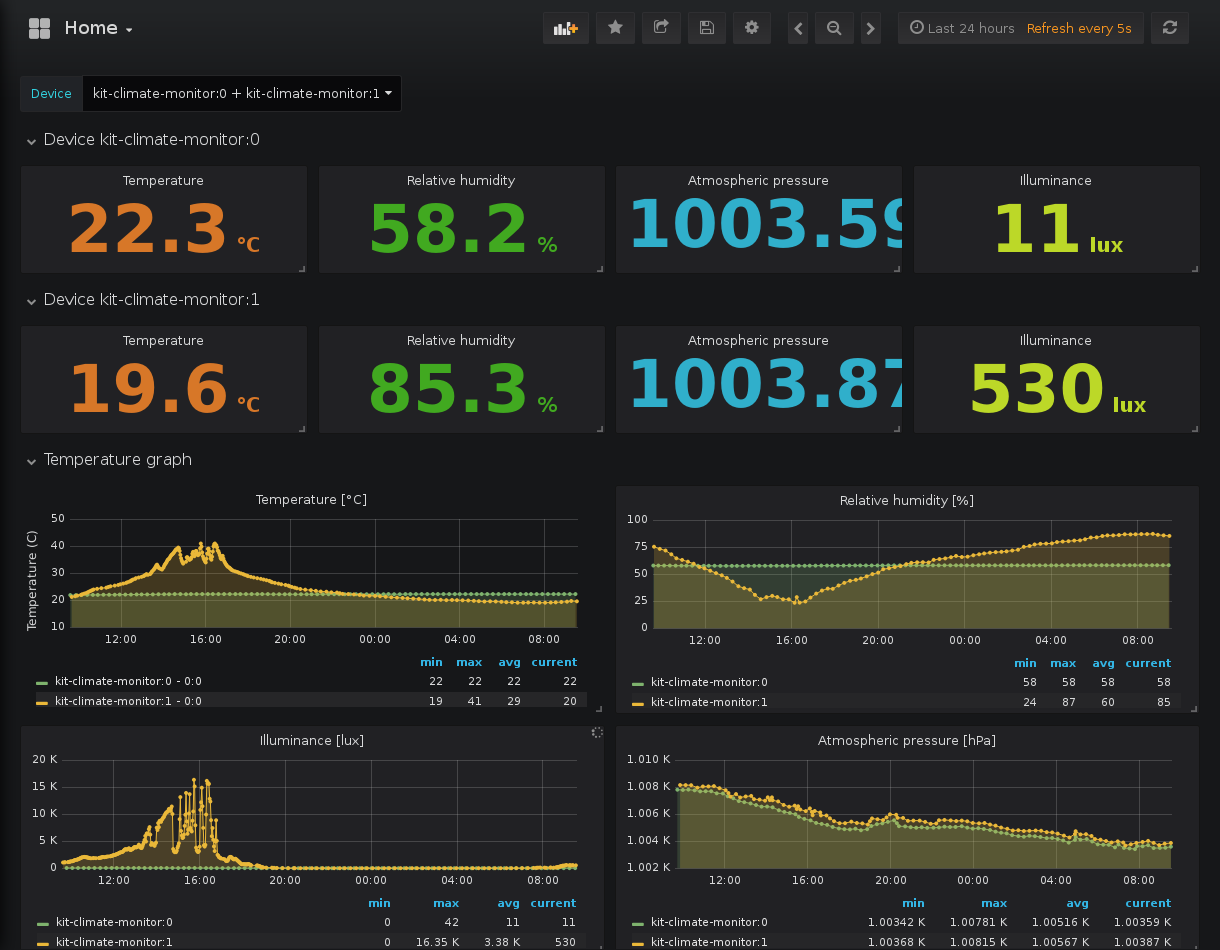 Home
Last 24 hours Refresh every 5s
Device kit-climate-monitor:0 + kit-climate-monitor:1
Device kit-climate-monitor:0
Temperature Relative humidity Atmospheric pressure Illuminance
22.3 °C 58.2 % 1003.59 11 lux
Device kit-climate-monitor:1
Temperature Relative humidity Atmospheric pressure Illuminance
19.6 °C 85.3 % 1003.87 530 lux
Temperature graph
Temperature [°C]
Temperature (C)
50
40
30
20
10
12:00 16:00 20:00 00:00 04:00 08:00
min max avg current
kit-climate-monitor:0 - 0:0 22 22 22 22
kit-climate-monitor:1 - 0:0 19 41 29 20
Relative humidity [%]
100
75
50
25
0
12:00 16:00 20:00 00:00 04:00 08:00
min max avg current
kit-climate-monitor:0 58 58 58 58
kit-climate-monitor:1 24 87 60 85
Illuminance [lux]
20 K
15 K
10 K
5 K
0
12:00 16:00 20:00 00:00 04:00 08:00
min max avg current
kit-climate-monitor:0 0 42 11 11
kit-climate-monitor:1 0 16.35 K 3.38 K 530
Atmospheric pressure [hPa]
1.010 K
1.008 K
1.006 K
1.004 K
1.002 K
12:00 16:00 20:00 00:00 04:00 08:00
min max avg current
kit-climate-monitor:0 1.00342 K 1.00781 K 1.00516 K 1.00359 K
kit-climate-monitor:1 1.00368 K 1.00815 K 1.00567 K 1.00387 K